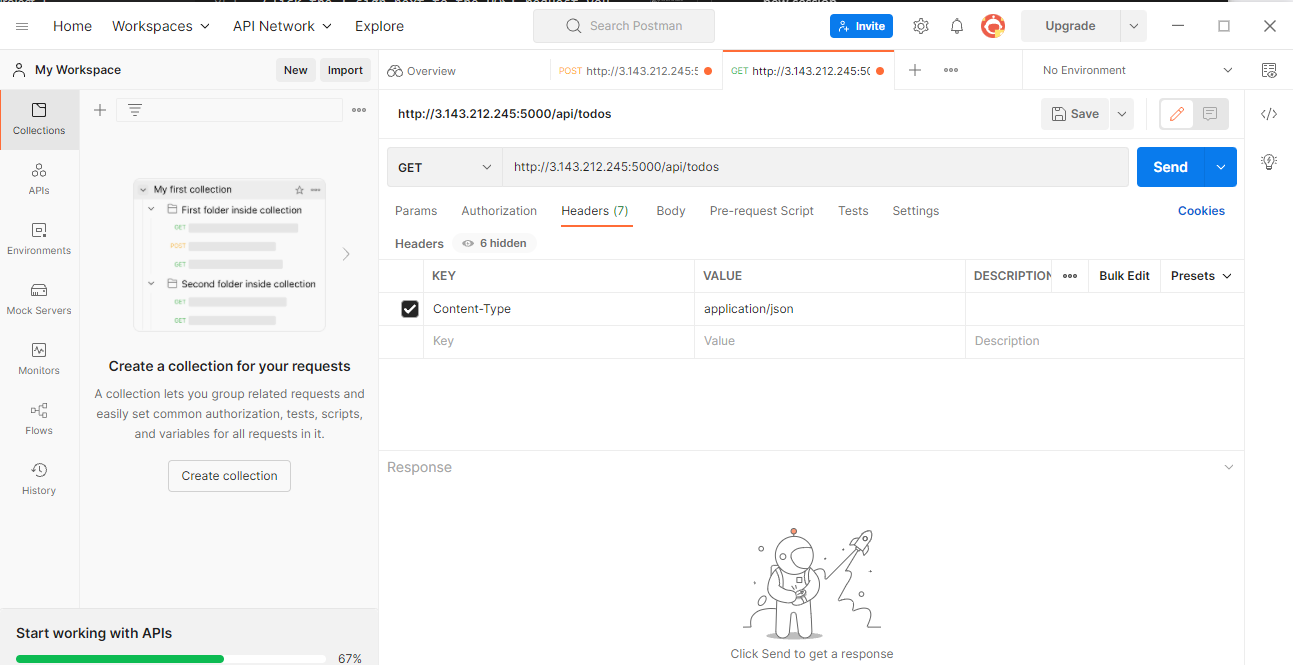 Home
Workspaces
API Network
Explore
Search Postman
Invite
Upgrade
My Workspace
New
Import
Overview
POST http://3.143.212.245:5
GET http://3.143.212.245:50
No Environment
Collections
APIs
Environments
Mock Servers
Monitors
Flows
History
My first collection
First folder inside collection
GET
POST
GET
Second folder inside collection
GET
GET
Create a collection for your requests
A collection lets you group related requests and
easily set common authorization, tests, scripts,
and variables for all requests in it.
Create collection
Start working with APIs
67%
http://3.143.212.245:5000/api/todos
Save
GET
http://3.143.212.245:5000/api/todos
Send
Params
Authorization
Headers (7)
Body
Pre-request Script
Tests
Settings
Cookies
Headers
6 hidden
KEY
VALUE
DESCRIPTION
Bulk Edit
Presets
Content-Type
application/json
Key
Value
Description
Response
Click Send to get a response